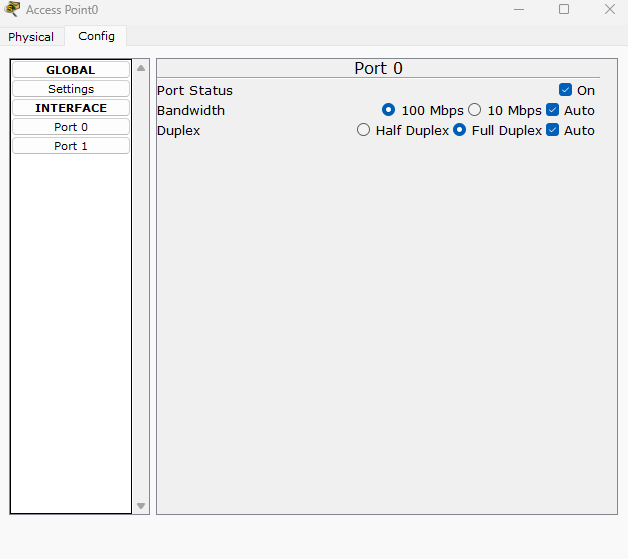 Access Point0
Physical Config
GLOBAL
Settings
INTERFACE
Port 0
Port 1
Port 0
Port Status On
Bandwidth 100 Mbps 10 Mbps Auto
Duplex Half Duplex Full Duplex Auto